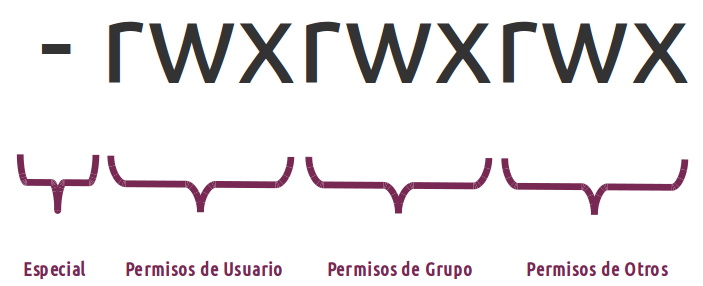 - rwxrwxrwx
Especial Permisos de Usuario Permisos de Grupo Permisos de Otros